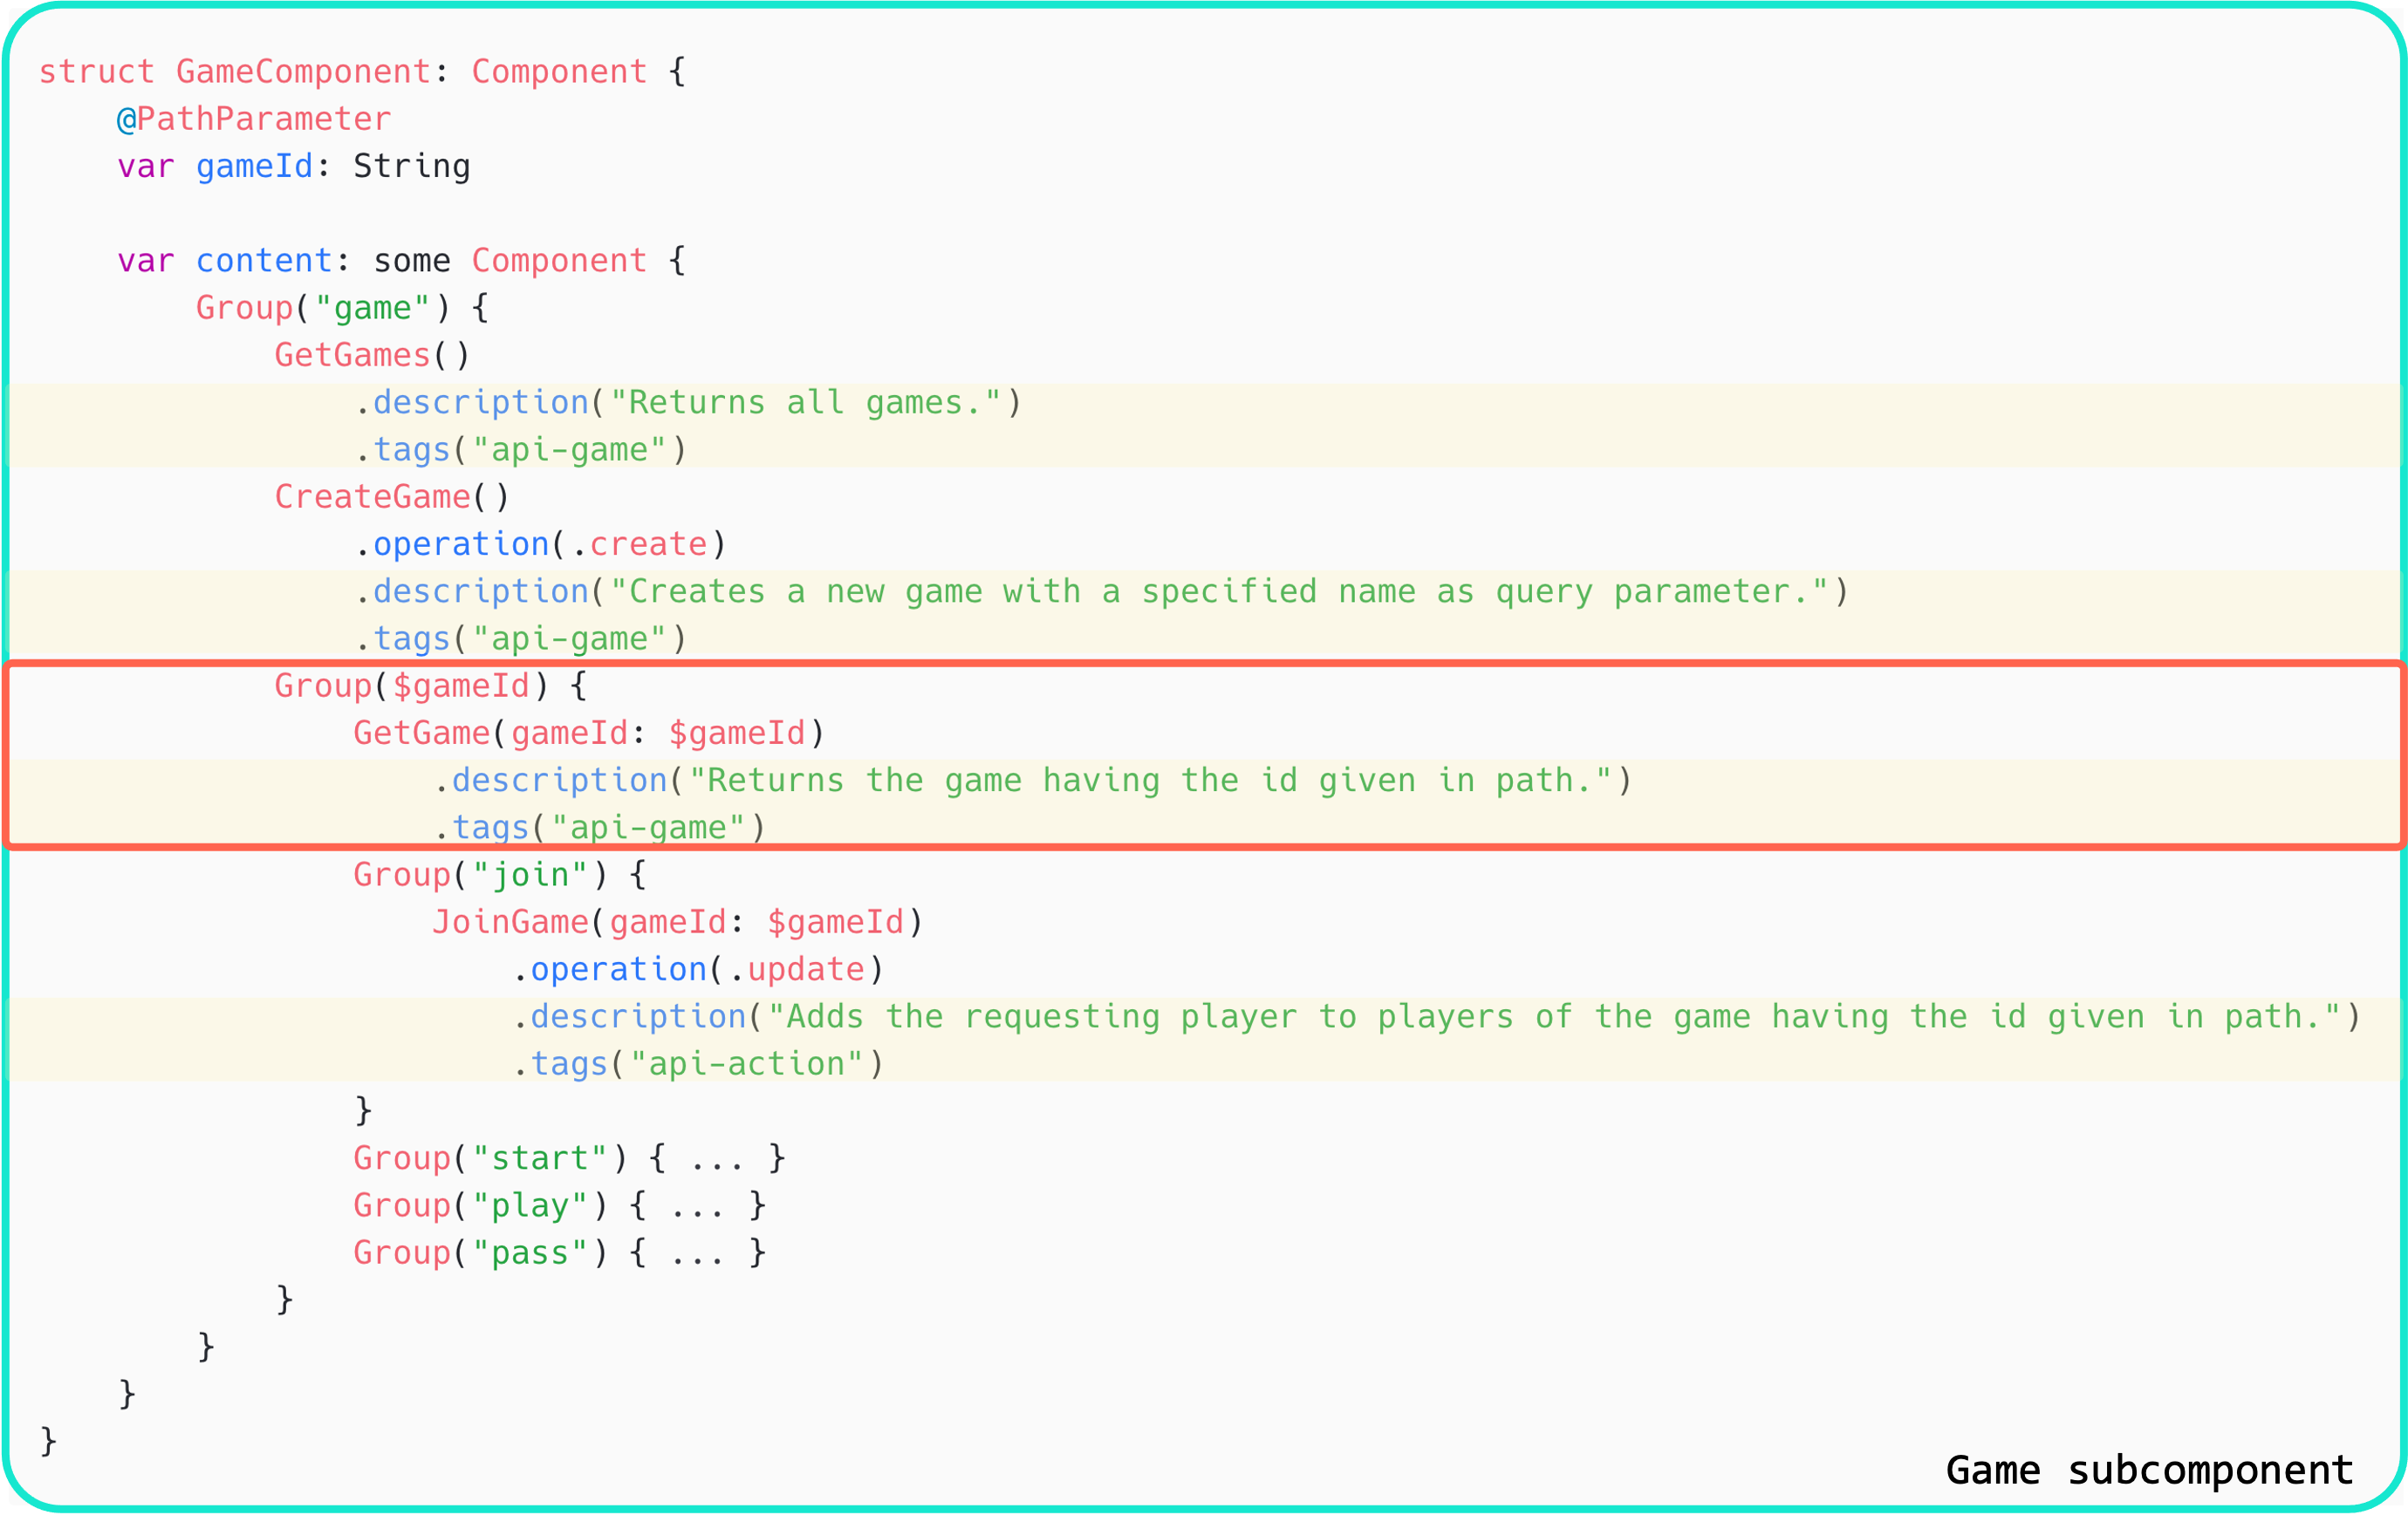 struct GameComponent: Component {
    @PathParameter
    var gameId: String

    var content: some Component {
        Group("game") {
            GetGames()
                .description("Returns all games.")
                .tags("api-game")
            CreateGame()
                .operation(.create)
                .description("Creates a new game with a specified name as query parameter.")
                .tags("api-game")
            Group($gameId) {
                GetGame(gameId: $gameId)
                    .description("Returns the game having the id given in path.")
                    .tags("api-game")
                Group("join") {
                    JoinGame(gameId: $gameId)
                        .operation(.update)
                        .description("Adds the requesting player to players of the game having the id given in path.")
                        .tags("api-action")
                }
                Group("start") { ... }
                Group("play") { ... }
                Group("pass") { ... }
            }
        }
    }
}
Game subcomponent